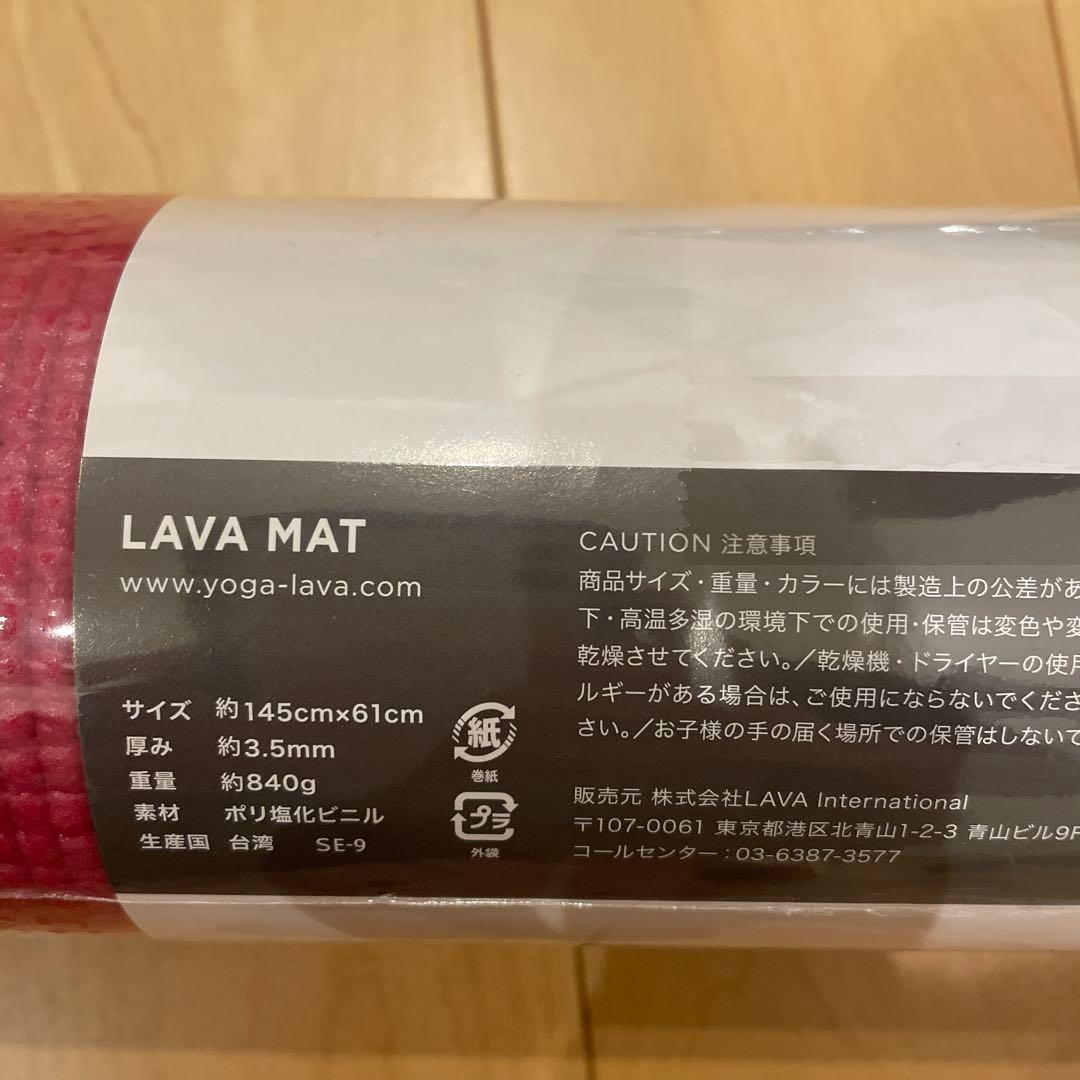 LAVA MAT
www.yoga-lava.com
サイズ 約145cm×61cm
厚み 約3.5mm
重量 約840g
素材 ポリ塩化ビニル
生産国 台湾 SE-9
紙
巻紙
プラ
外袋
CAUTION 注意事項
商品サイズ・重量・カラーには製造上の公差があ
下・高温多湿の環境下での使用・保管は変色や変
乾燥させてください。／乾燥機・ドライヤーの使用
ルギーがある場合は、ご使用にならないでくださ
さい。／お子様の手の届く場所での保管はしないで
販売元 株式会社LAVA International
〒107-0061 東京都港区北青山1-2-3 青山ビル9F
コールセンター：03-6387-3577